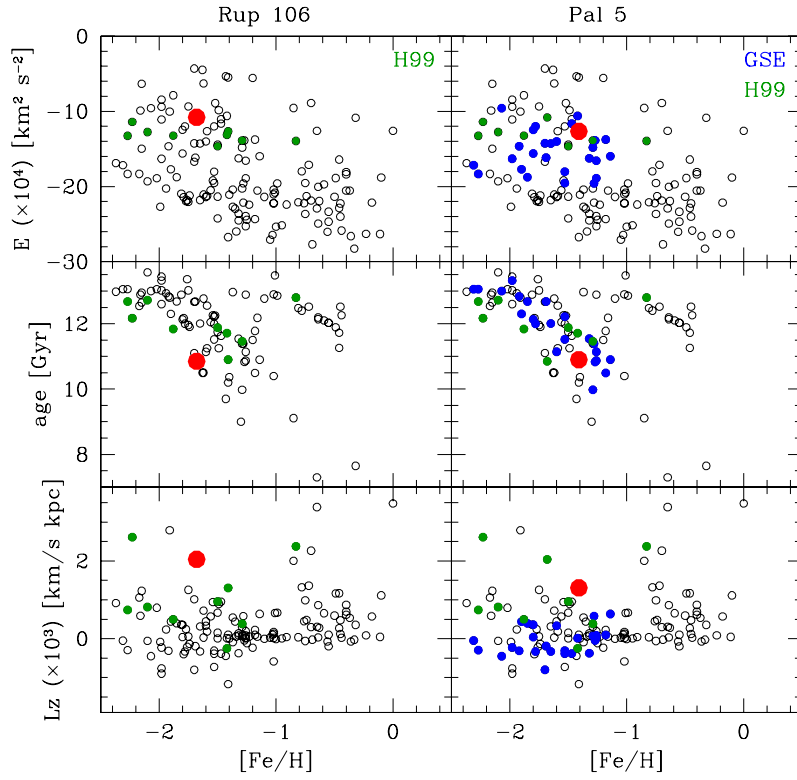 Rup 106 Pal 5
H99 GSE
H99
0
−10
−20
−30
E (×10⁴) [km² s⁻²]
12
10
8
age [Gyr]
2
0
Lz (×10³) [km/s kpc]
−2 −1 0 −2 −1 0
[Fe/H] [Fe/H]